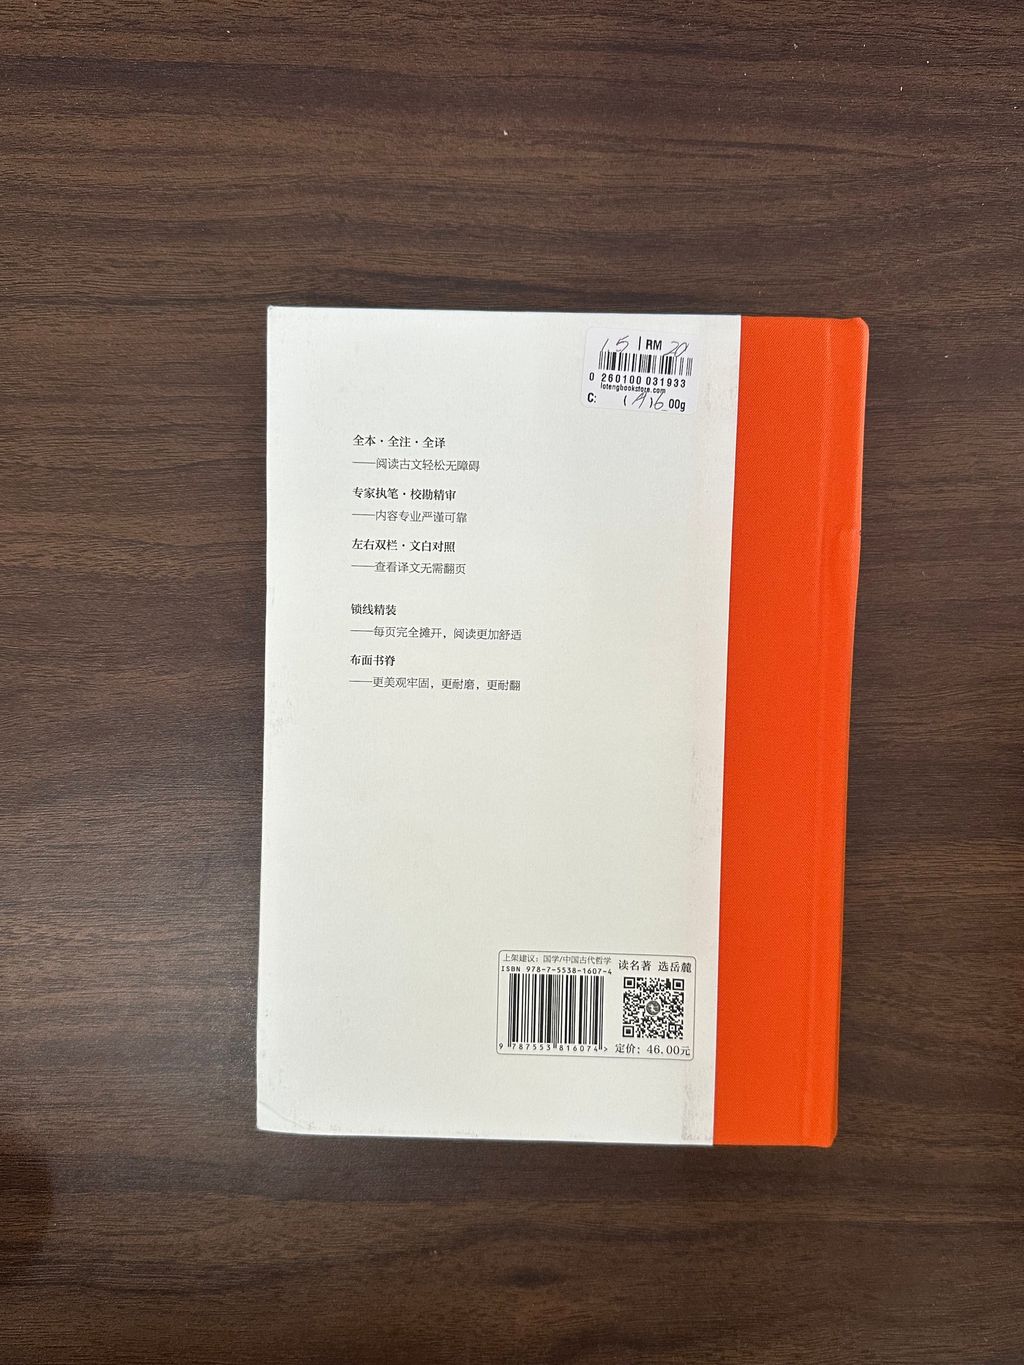 15 | RM 20
0 260100 031933
lotengbookstore.com
C: 00g
全本·全注·全译
——阅读古文轻松无障碍
专家执笔·校勘精审
——内容专业严谨可靠
左右双栏·文白对照
——查看译文无需翻页
锁线精装
——每页完全摊开，阅读更加舒适
布面书脊
——更美观牢固，更耐磨，更耐翻
上架建议：国学/中国古代哲学
ISBN 978-7-5538-1607-4
9 787553 816074 >
读名著 选岳麓
定价：46.00元